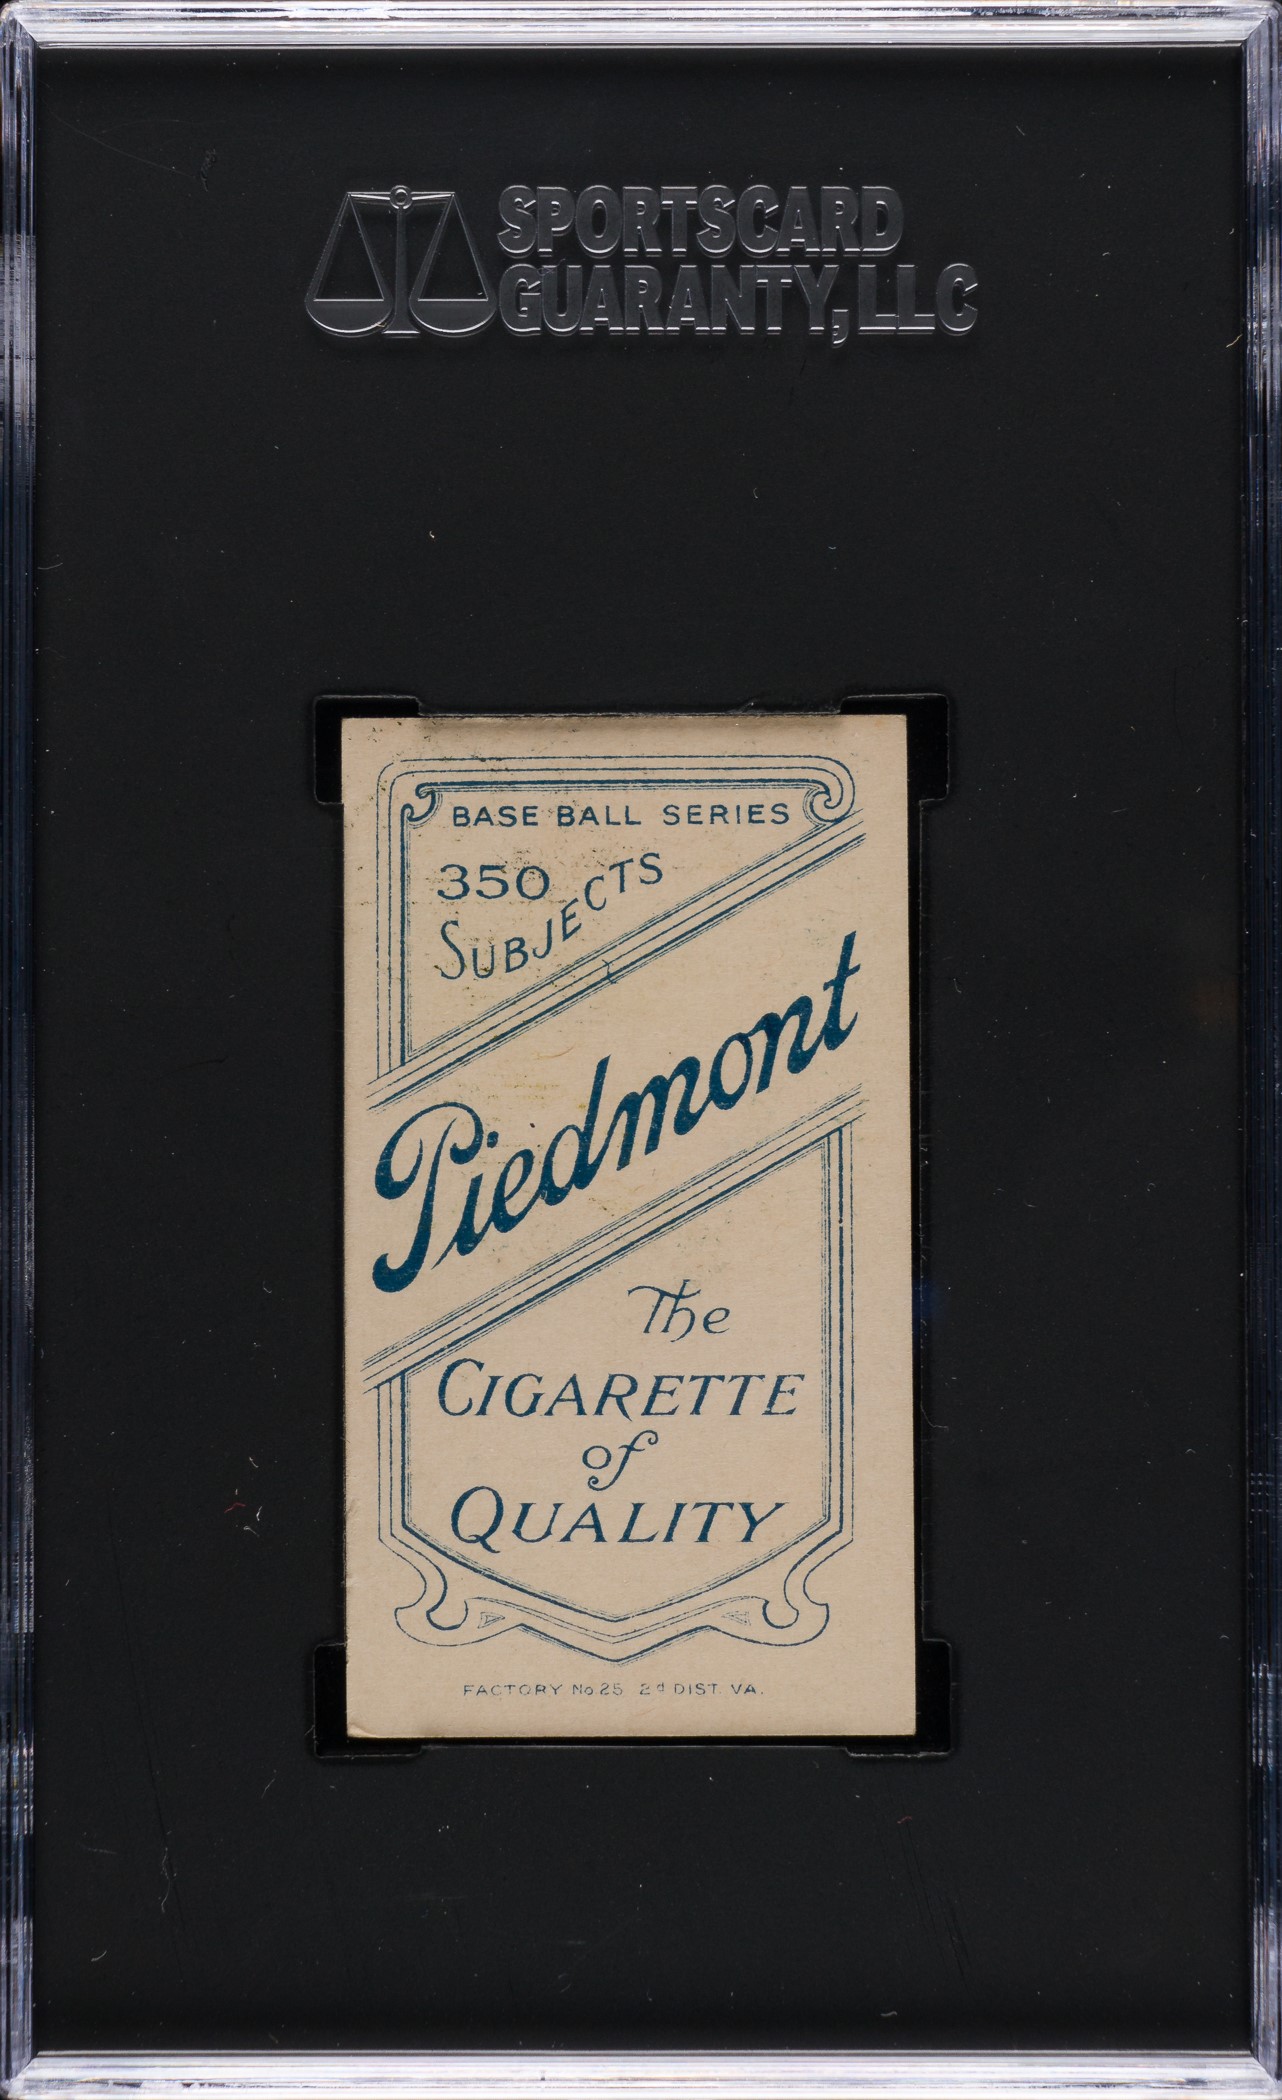 SPORTSCARD
GUARANTY, LLC
BASE BALL SERIES
350
SUBJECTS
Piedmont
The
CIGARETTE
of
QUALITY
FACTORY No. 25 2d DIST. VA.